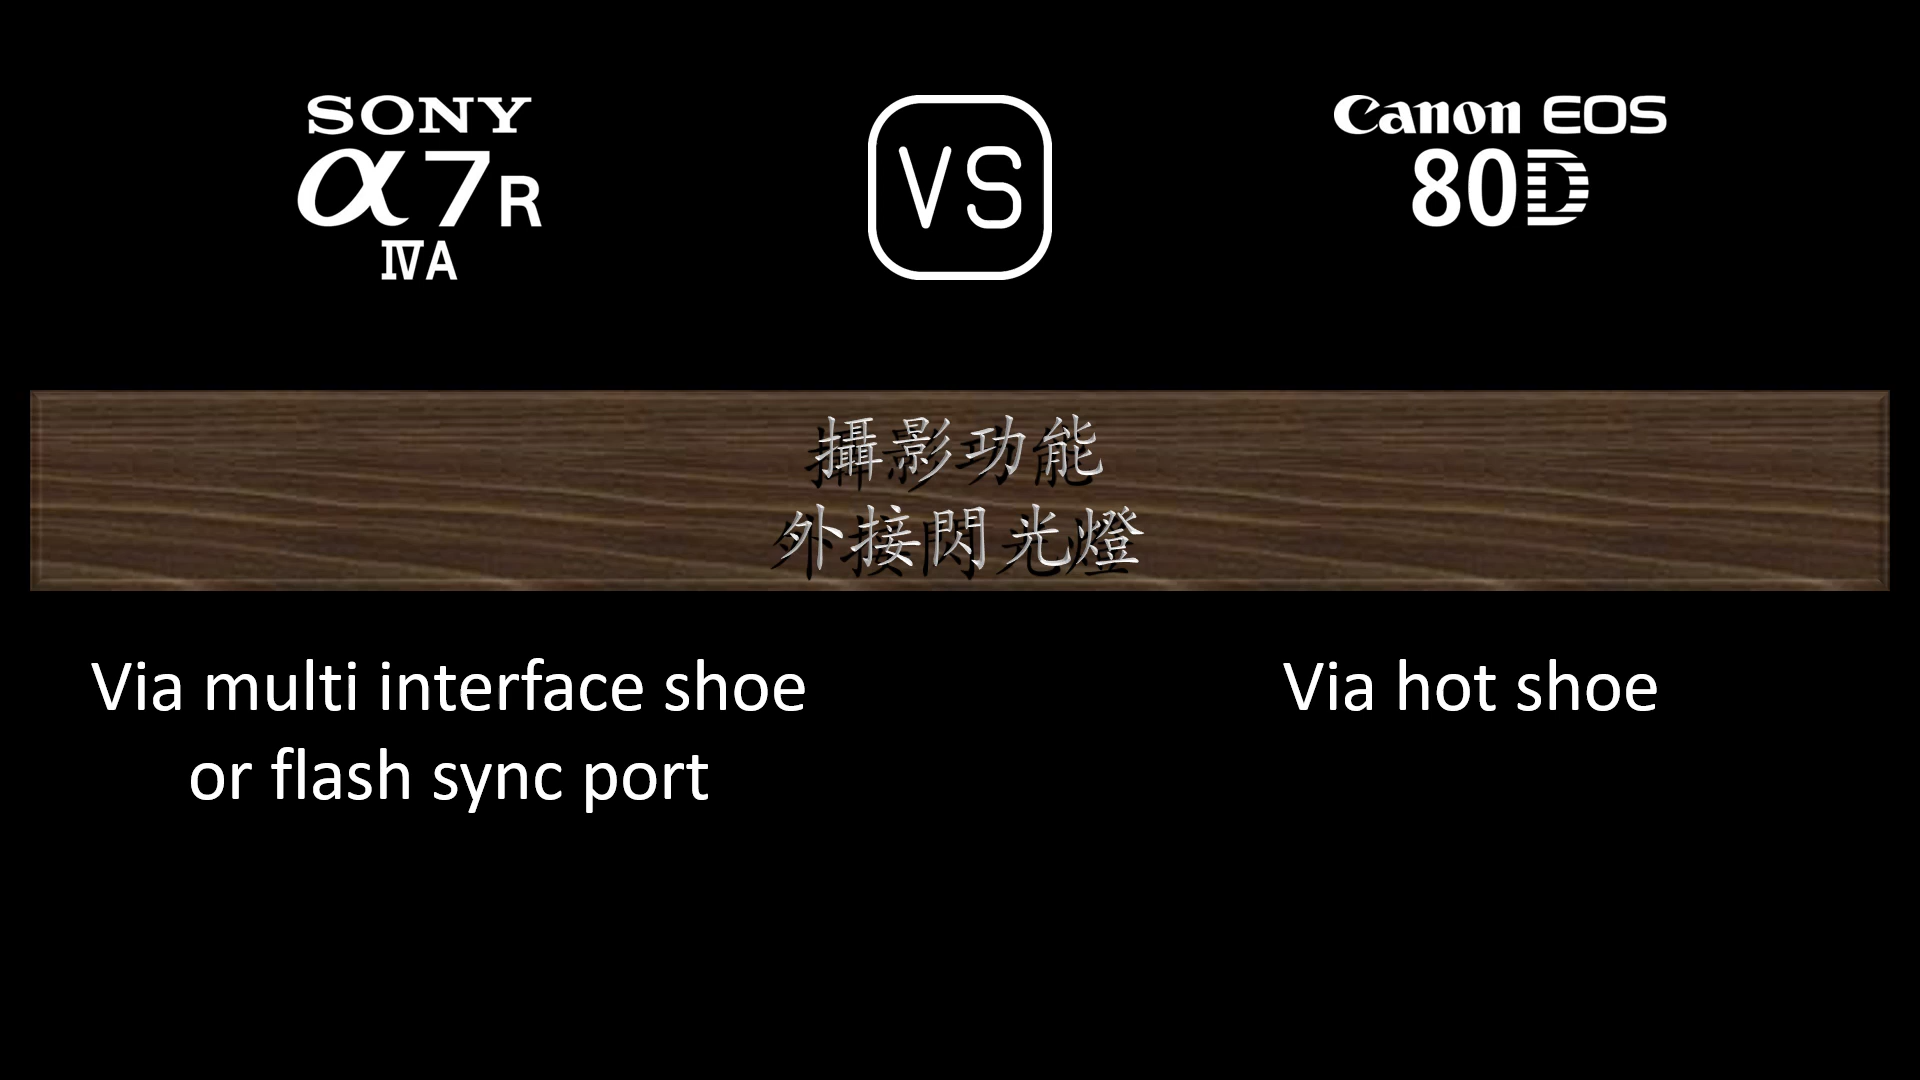 SONY
α7R
IVA
VS
Canon EOS
80D
攝影功能
外接閃光燈
Via multi interface shoe
or flash sync port
Via hot shoe